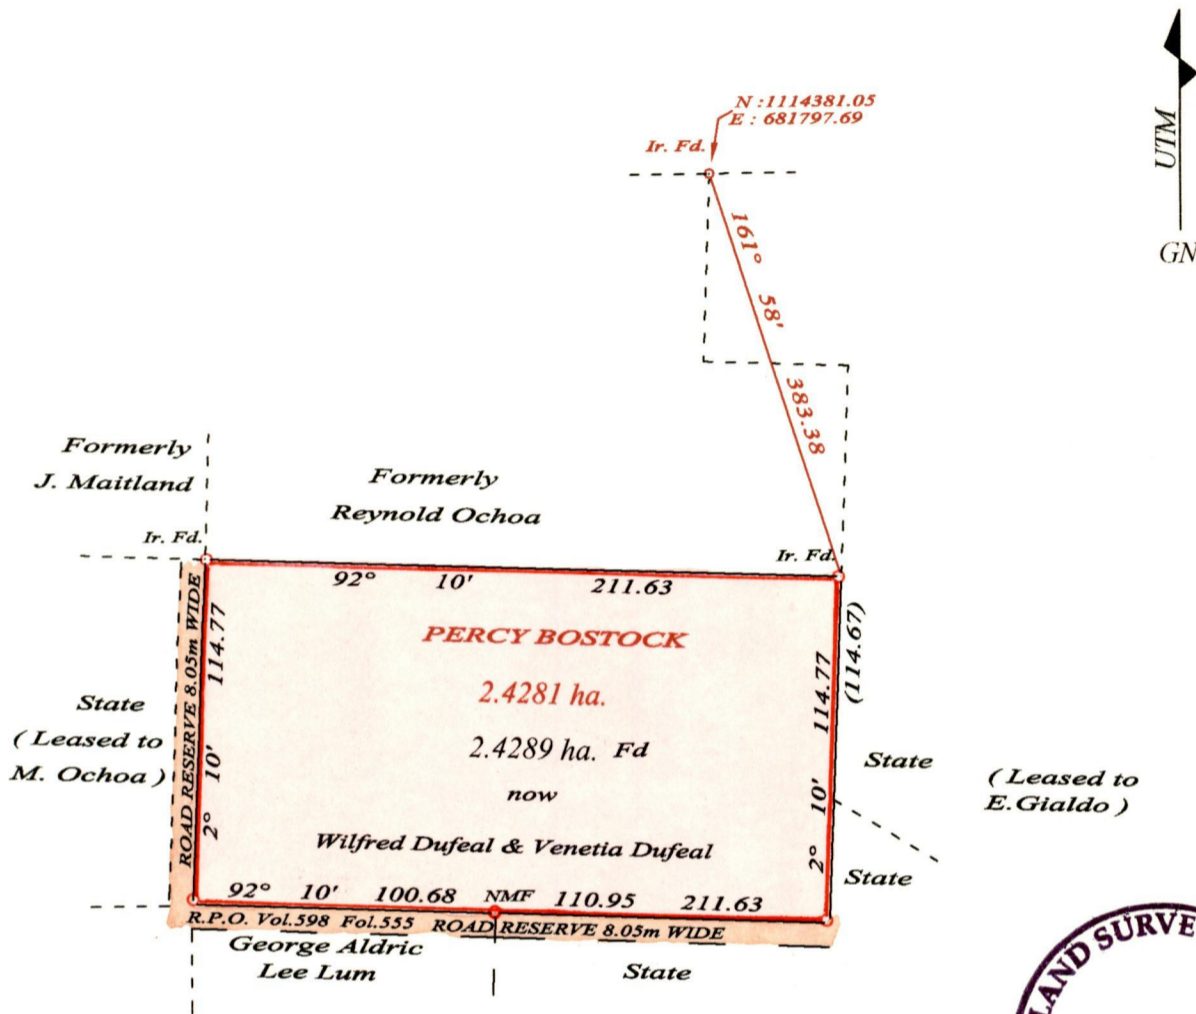 N :1114381.05
E : 681797.69
UTM
GN
Ir. Fd.
161° 58' 383.38
Formerly
J. Maitland
Formerly
Reynold Ochoa
Ir. Fd.
Ir. Fd.
92° 10' 211.63
ROAD RESERVE 8.05m WIDE
2° 10' 114.77
PERCY BOSTOCK
2.4281 ha.
2.4289 ha. Fd
now
Wilfred Dufeal & Venetia Dufeal
2° 10' 114.77
(114.67)
State
( Leased to
M. Ochoa )
State
( Leased to
E.Gialdo )
State
92° 10' 100.68 NMF 110.95 211.63
R.P.O. Vol.598 Fol.555 ROAD RESERVE 8.05m WIDE
George Aldric
Lee Lum
State
LAND SURVE